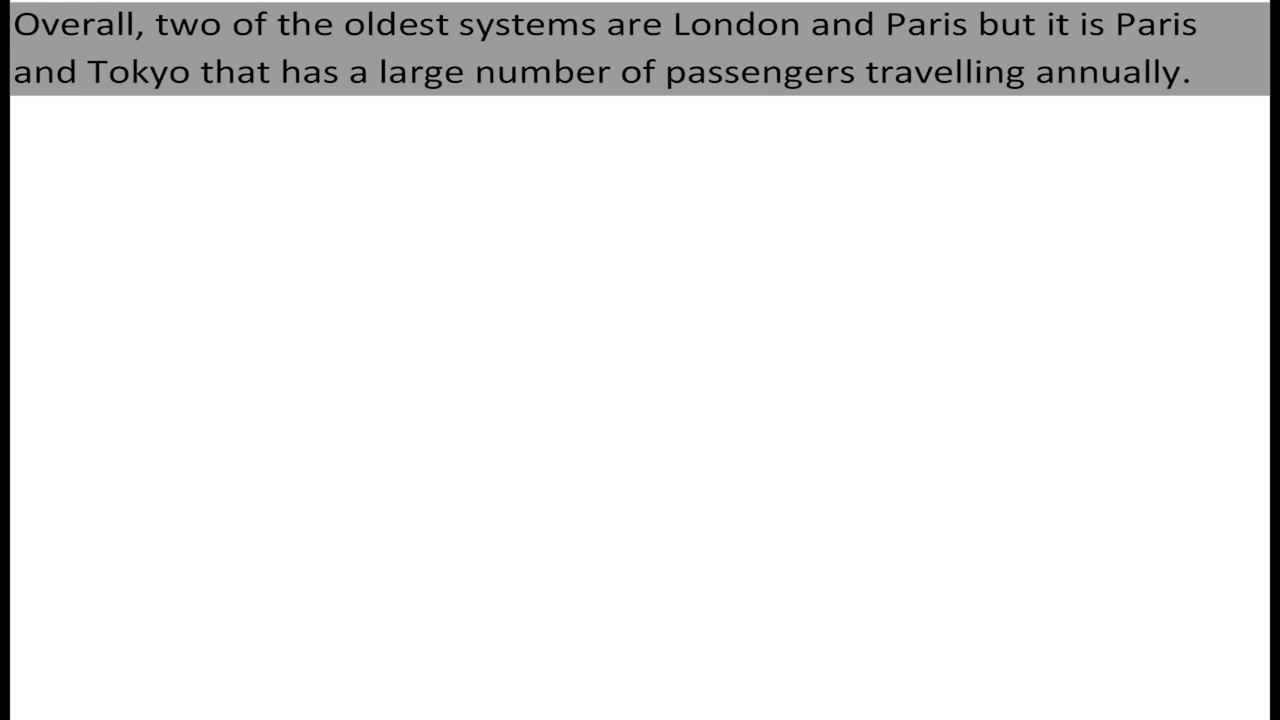 Overall, two of the oldest systems are London and Paris but it is Paris
and Tokyo that has a large number of passengers travelling annually.